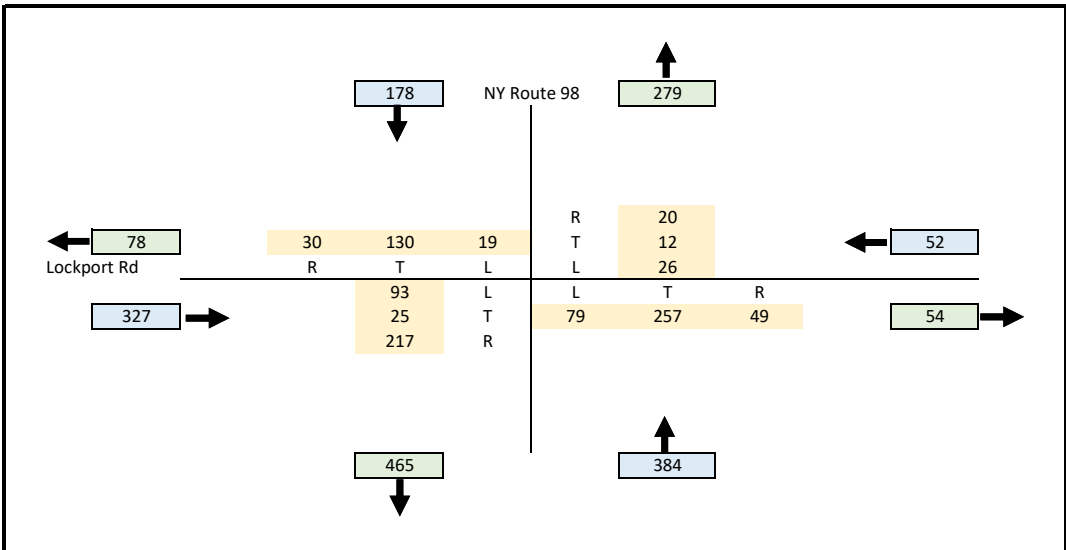 178 NY Route 98 279
R 20
78 30 130 19 T 12 52
Lockport Rd R T L L 26
93 L L T R
327 25 T 79 257 49 54
217 R
465 384